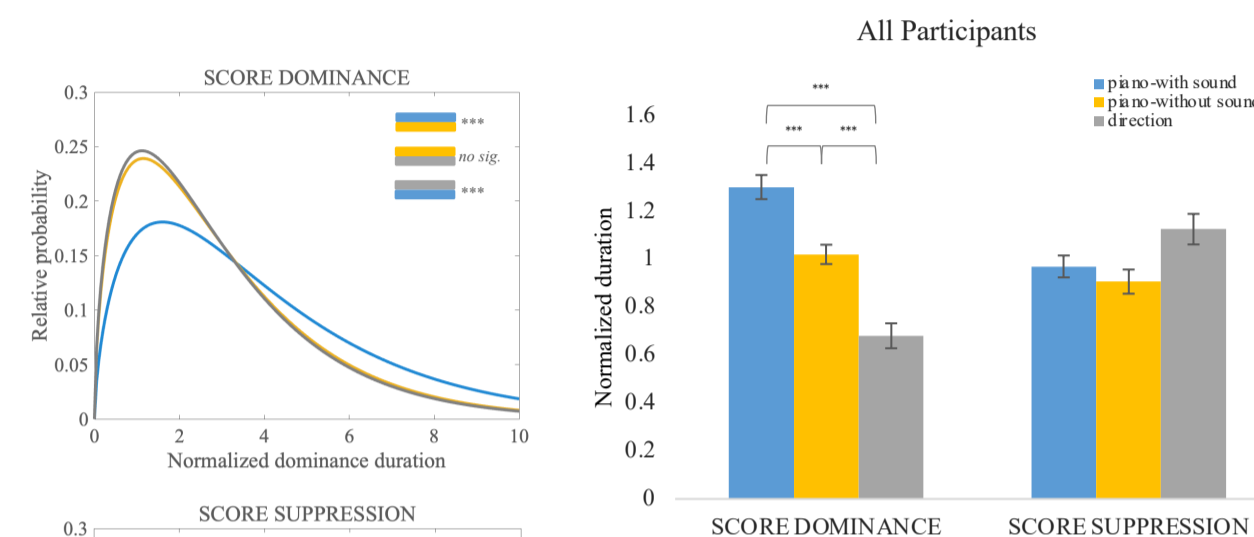 SCORE DOMINANCE
0.3
0.25
0.2
0.15
0.1
0.05
0
Relative probability
***
no sig.
***
0 2 4 6 8 10
Normalized dominance duration
SCORE SUPPRESSION
0.3
All Participants
piano-with sound
piano-without sound
direction
***
*** ***
1.6
1.4
1.2
1
0.8
0.6
0.4
0.2
0
Normalized duration
SCORE DOMINANCE SCORE SUPPRESSION